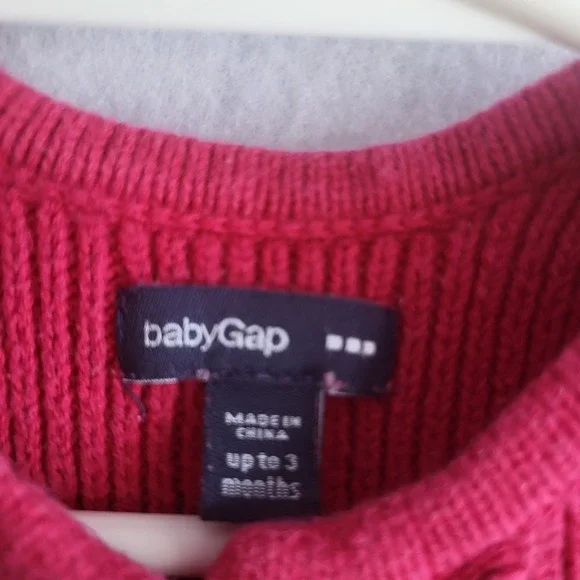 babyGap
MADE IN
CHINA
up to 3
months